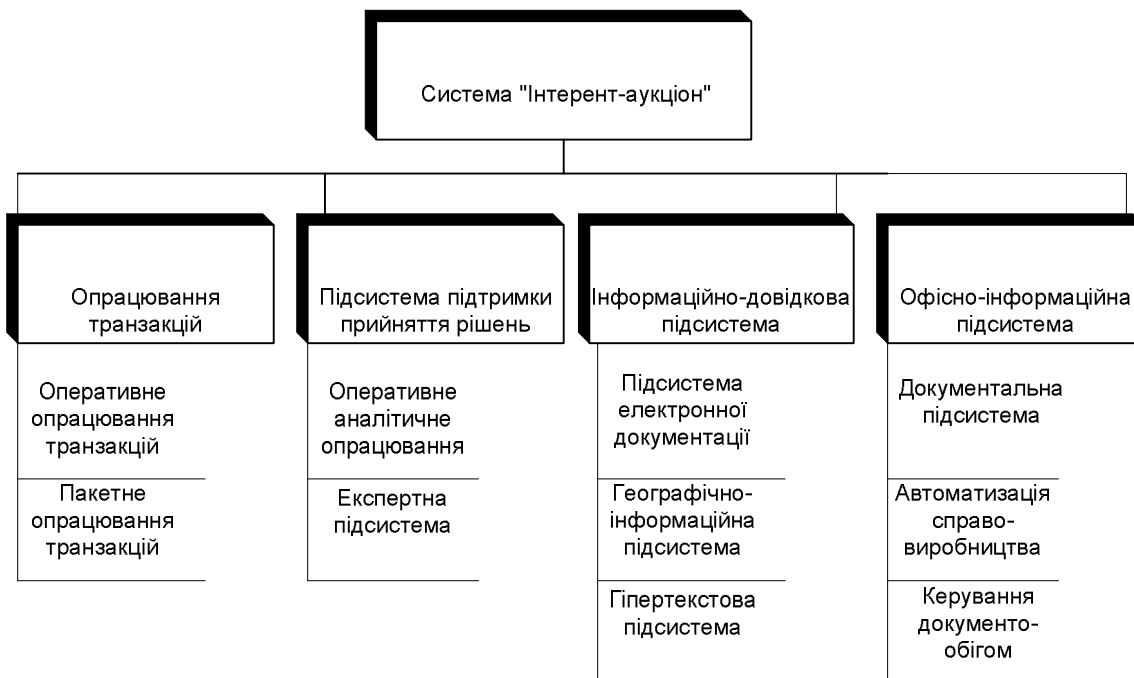 Система "Інтерент-аукціон"
Опрацювання
транзакцій
Оперативне
опрацювання
транзакцій
Пакетне
опрацювання
транзакцій
Підсистема підтримки
прийняття рішень
Оперативне
аналітичне
опрацювання
Експертна
підсистема
Інформаційно-довідкова
підсистема
Підсистема
електронної
документації
Географічно-
інформаційна
підсистема
Гіпертекстова
підсистема
Офісно-інформаційна
підсистема
Документальна
підсистема
Автоматизація
справо-
виробництва
Керування
документо-
обігом